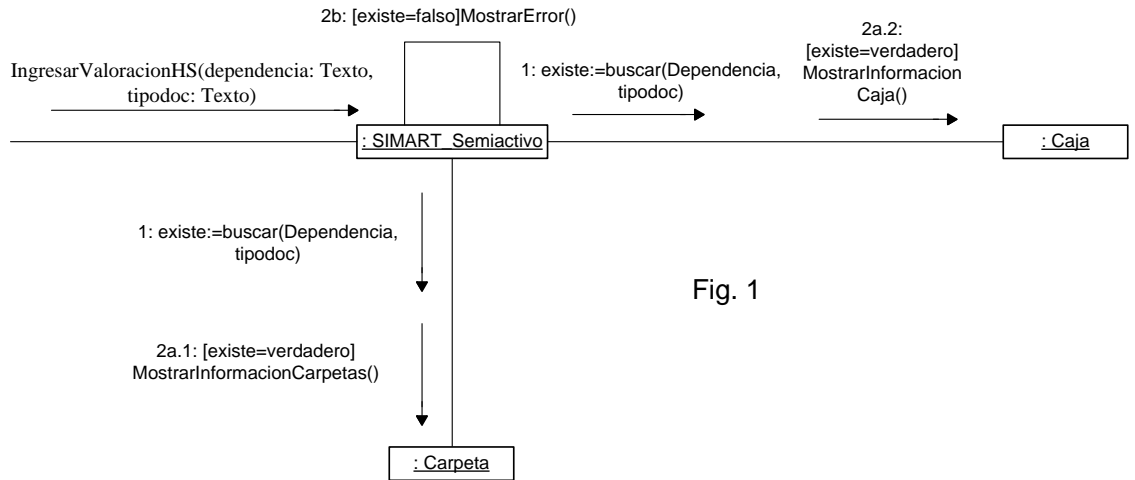 2b: [existe=falso]MostrarError()
IngresarValoracionHS(dependencia: Texto,
tipodoc: Texto)
1: existe:=buscar(Dependencia,
tipodoc)
2a.2:
[existe=verdadero]
MostrarInformacion
Caja()
: SIMART_Semiactivo
: Caja
1: existe:=buscar(Dependencia,
tipodoc)
Fig. 1
2a.1: [existe=verdadero]
MostrarInformacionCarpetas()
: Carpeta